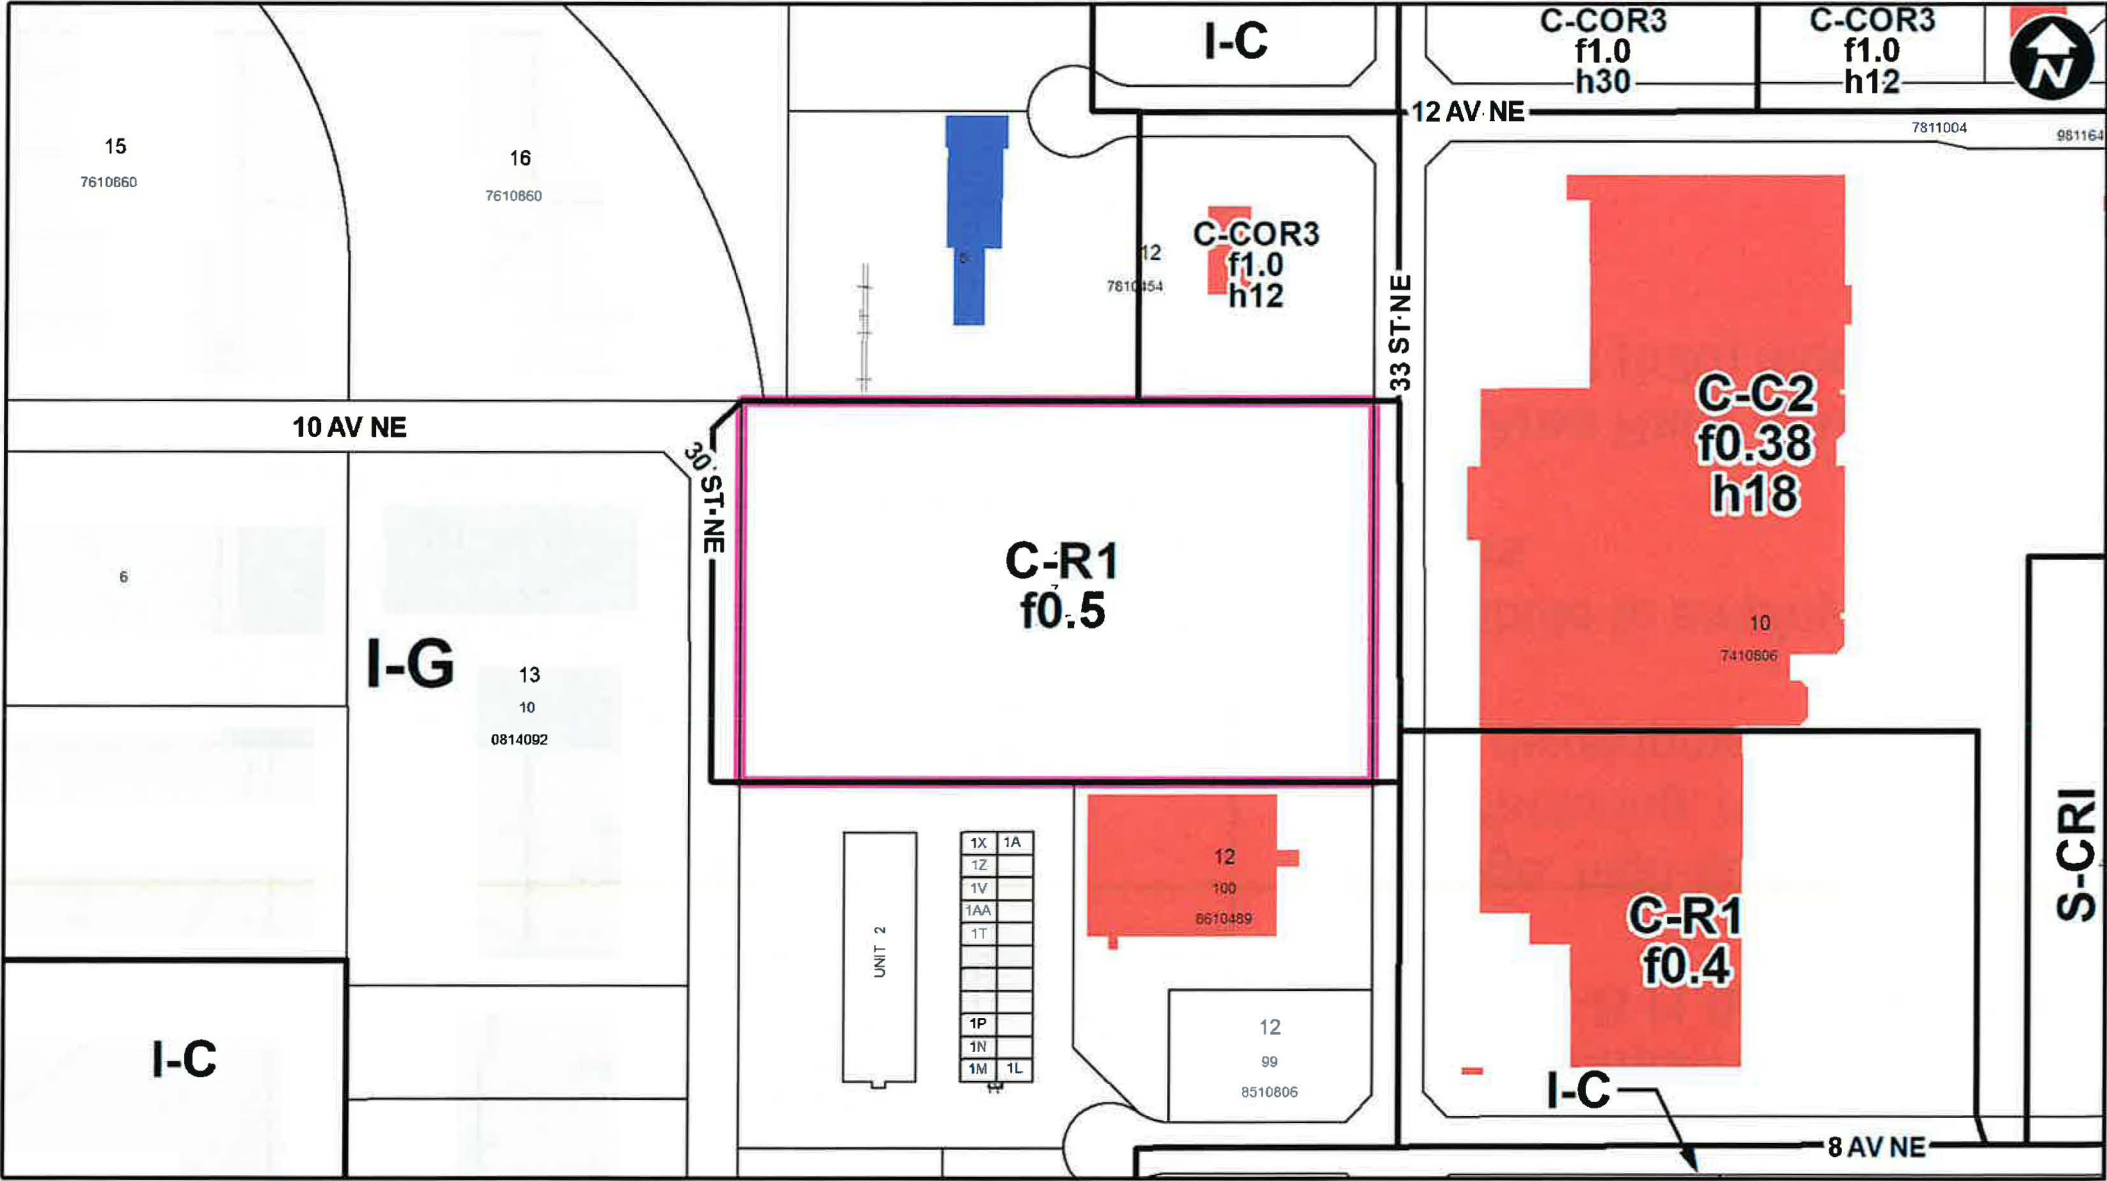 I-C
C-COR3
f1.0
h30
C-COR3
f1.0
h12
N
12 AV NE
7811004
981164
15
7610860
16
7610860
12
7810454
C-COR3
f1.0
h12
33 ST NE
C-C2
f0.38
h18
10 AV NE
30 ST NE
C-R1
7
f0.5
6
I-G
13
10
0814092
10
7410806
S-CRI
1X 1A
1Z
1V
1AA
1T
1P
1N
1M 1L
UNIT 2
12
100
8610489
C-R1
f0.4
12
99
8510806
I-C
I-C
8 AV NE